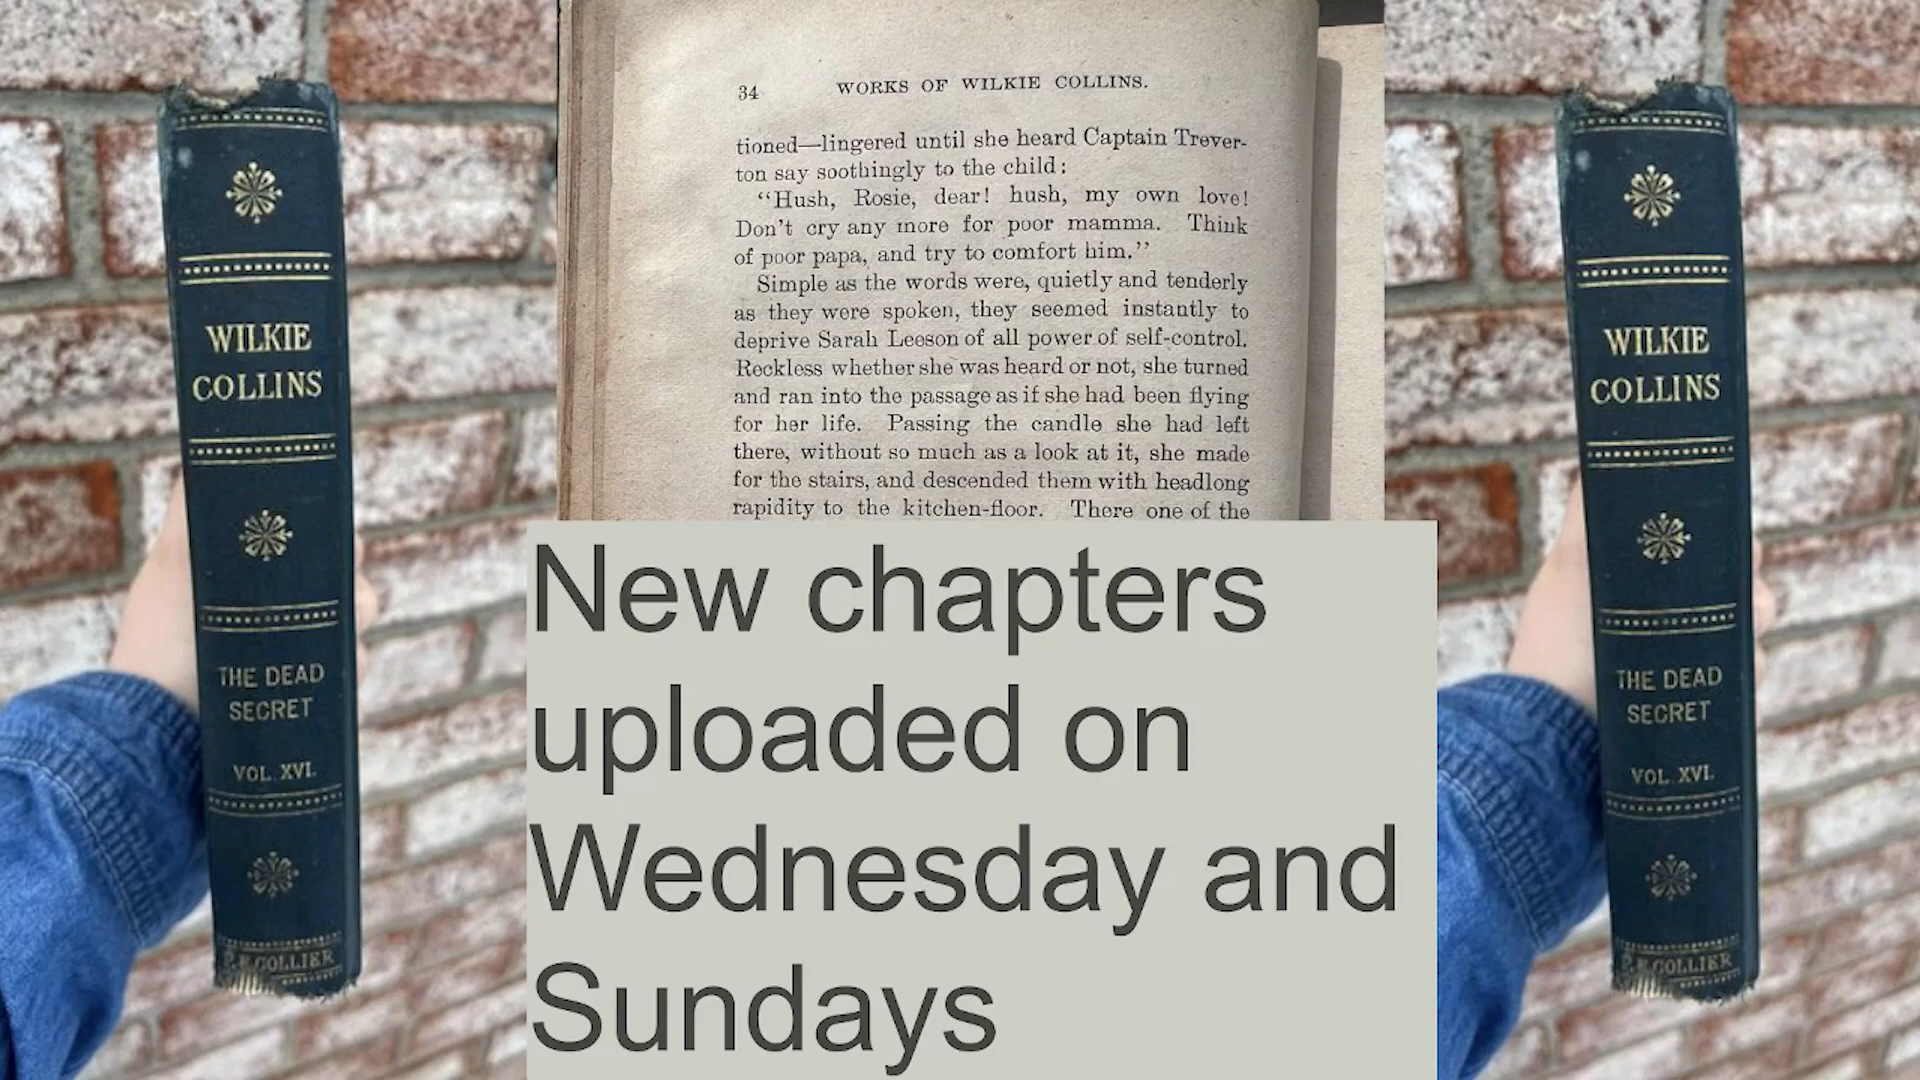 WILKIE
COLLINS
THE DEAD
SECRET
VOL. XVI.
P. F. COLLIER
34 WORKS OF WILKIE COLLINS.
tioned—lingered until she heard Captain Trever-
ton say soothingly to the child:
“Hush, Rosie, dear! hush, my own love!
Don’t cry any more for poor mamma. Think
of poor papa, and try to comfort him.”
Simple as the words were, quietly and tenderly
as they were spoken, they seemed instantly to
deprive Sarah Leeson of all power of self-control.
Reckless whether she was heard or not, she turned
and ran into the passage as if she had been flying
for her life. Passing the candle she had left
there, without so much as a look at it, she made
for the stairs, and descended them with headlong
rapidity to the kitchen-floor. There one of the
New chapters
uploaded on
Wednesday and
Sundays
WILKIE
COLLINS
THE DEAD
SECRET
VOL. XVI.
P. F. COLLIER